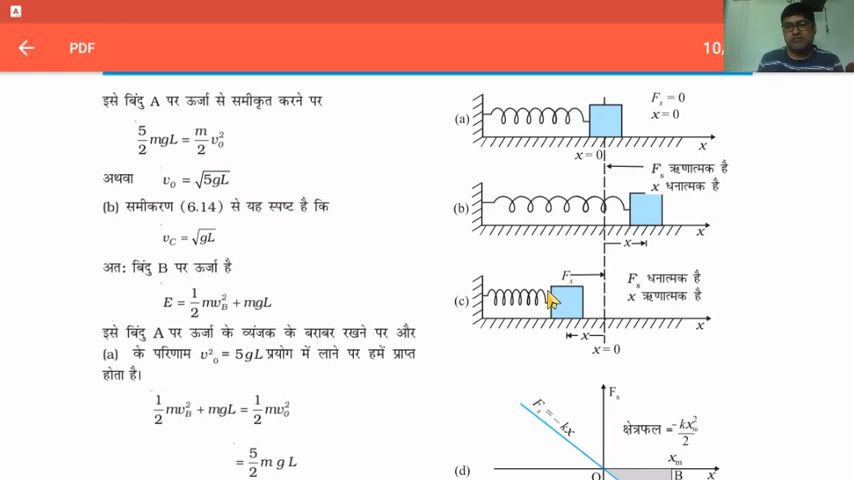 A
PDF
10/
इसे बिंदु A पर ऊर्जा से समीकृत करने पर
5/2 mgL = m/2 v₀²
अथवा v₀ = √5gL
(b) समीकरण (6.14) से यह स्पष्ट है कि
v_C = √gL
अत: बिंदु B पर ऊर्जा है
E = 1/2 mv_B² + mgL
इसे बिंदु A पर ऊर्जा के व्यंजक के बराबर रखने पर और
(a) के परिणाम v²₀ = 5gL प्रयोग में लाने पर हमें प्राप्त
होता है।
1/2 mv_B² + mgL = 1/2 mv₀²
= 5/2 m g L
(a)
F_s = 0
x = 0
x
x = 0
F_s ऋणात्मक है
x धनात्मक है
(b)
x
x
F_s
F_s धनात्मक है
x ऋणात्मक है
(c)
x
x
x = 0
F_s
F_s = −kx
क्षेत्रफल = −kx_m²/2
(d)
x_m
O
B
x